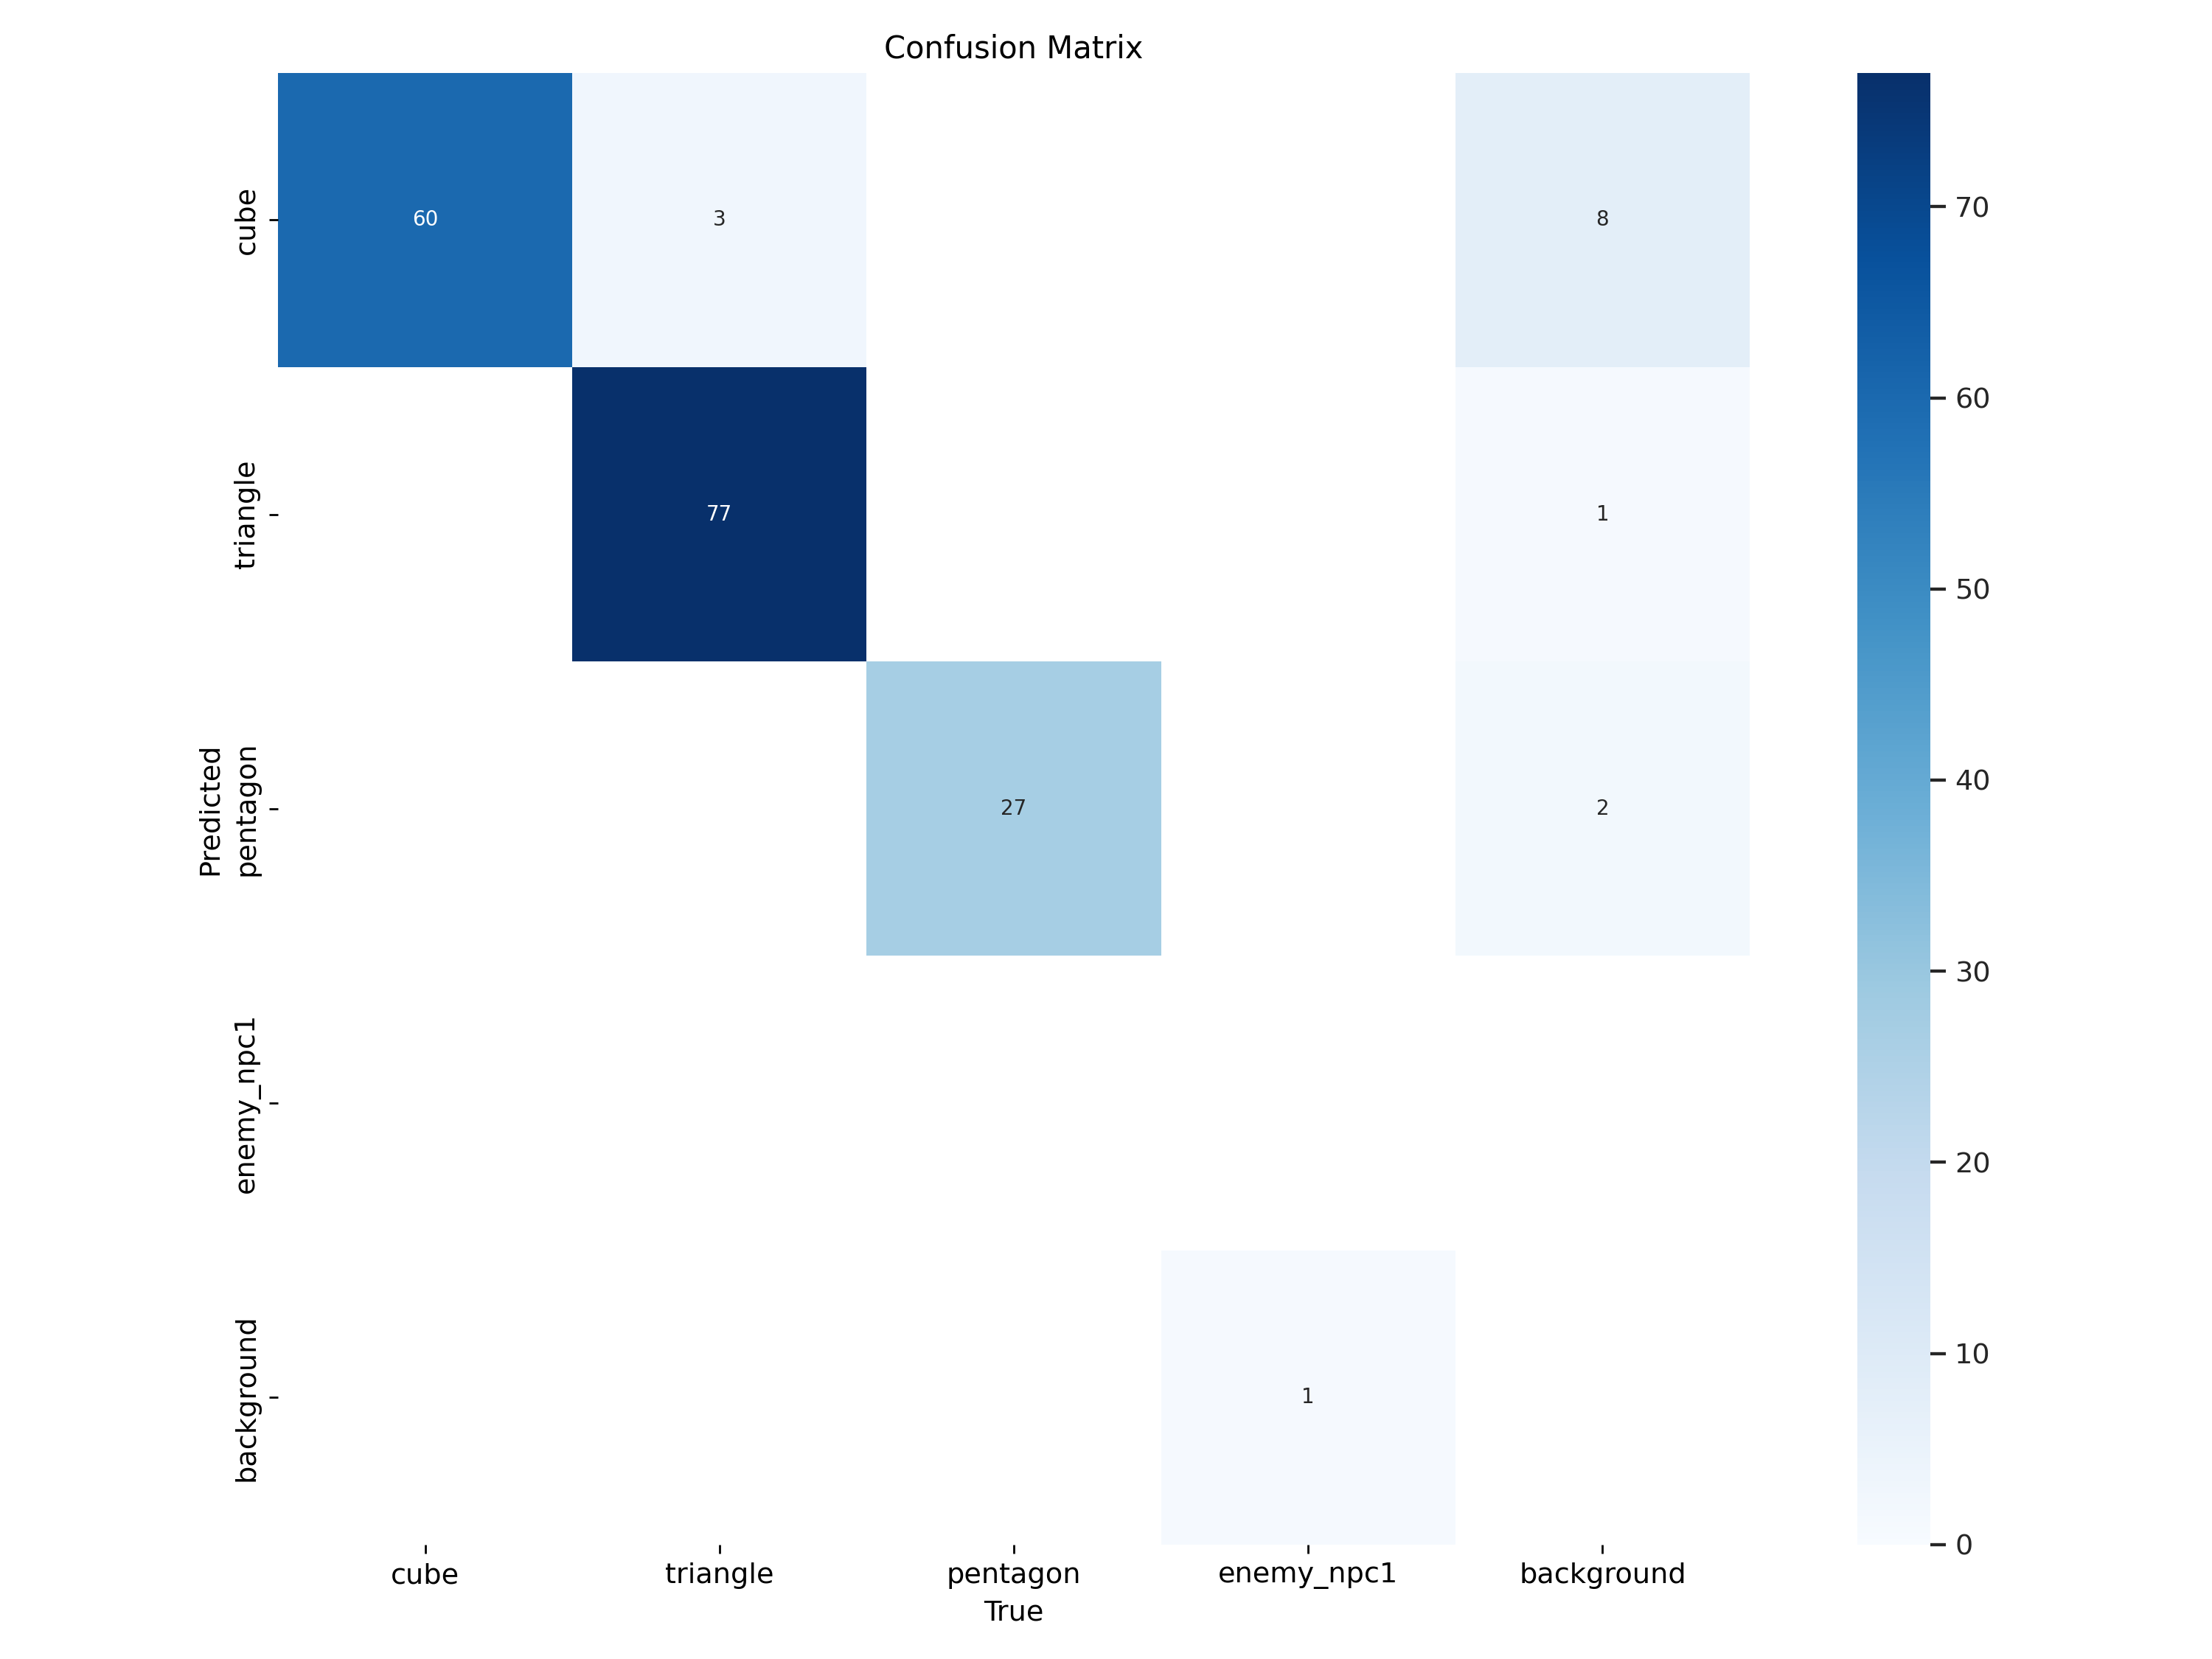 Confusion Matrix
cube
60
3
8
70
60
triangle
77
1
50
40
Predicted
pentagon
27
2
30
enemy_npc1
20
background
1
10
0
cube
triangle
pentagon
enemy_npc1
background
True